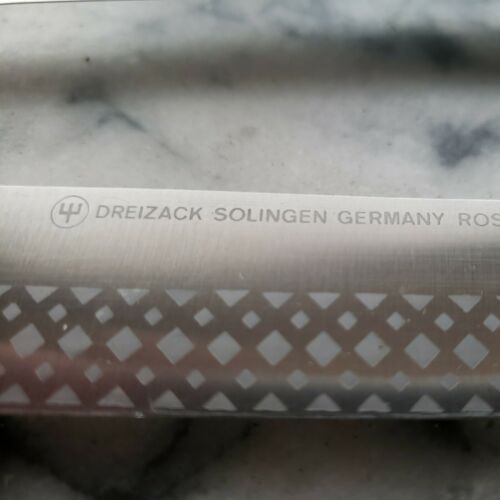 DREIZACK SOLINGEN GERMANY ROS